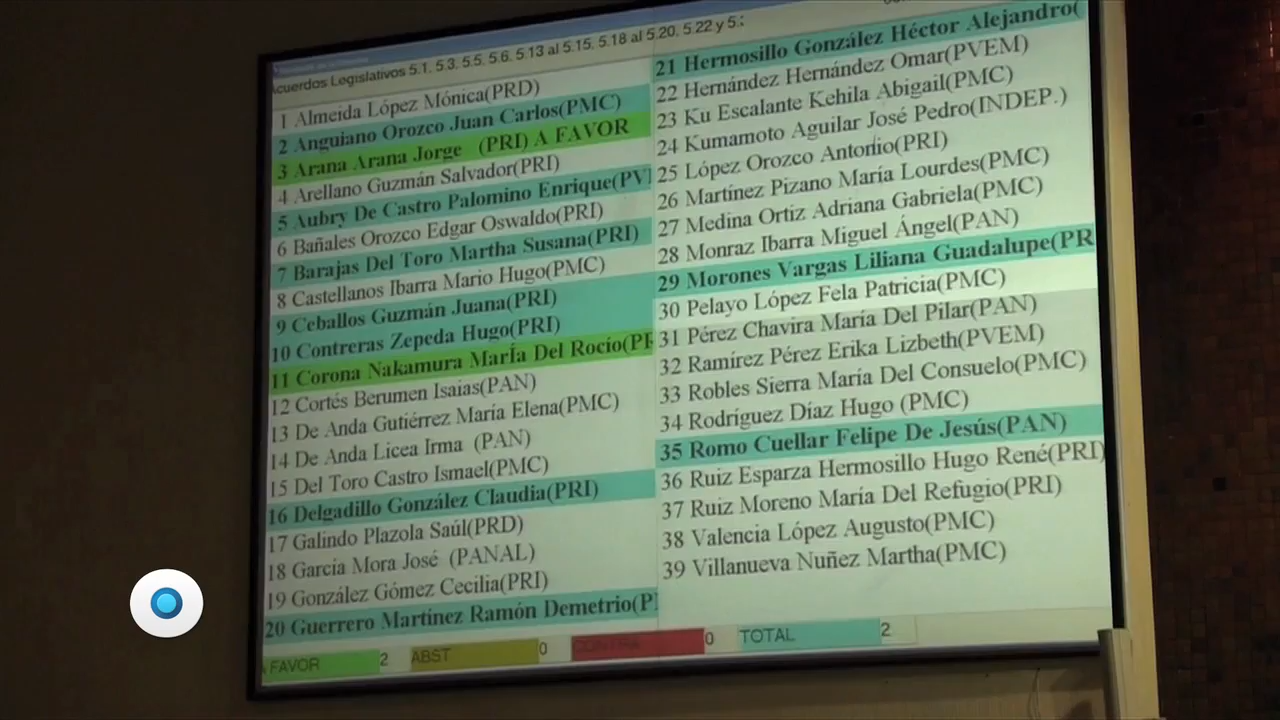 Acuerdos Legislativos 5.1, 5.3, 5.5, 5.6, 5.13 al 5.15, 5.18 al 5.20, 5.22 y 5.
1 Almeida López Mónica(PRD)
2 Anguiano Orozco Juan Carlos(PMC)
3 Arana Arana Jorge (PRI) A FAVOR
4 Arellano Guzmán Salvador(PRI)
5 Aubry De Castro Palomino Enrique(PV
6 Bañales Orozco Edgar Oswaldo(PRI)
7 Barajas Del Toro Martha Susana(PRI)
8 Castellanos Ibarra Mario Hugo(PMC)
9 Ceballos Guzmán Juana(PRI)
10 Contreras Zepeda Hugo(PRI)
11 Corona Nakamura MarÍa Del Rocío(PR
12 Cortés Berumen Isaias(PAN)
13 De Anda Gutiérrez María Elena(PMC)
14 De Anda Licea Irma (PAN)
15 Del Toro Castro Ismael(PMC)
16 Delgadillo González Claudia(PRI)
17 Galindo Plazola Saúl(PRD)
18 García Mora José (PANAL)
19 González Gómez Cecilia(PRI)
20 Guerrero Martínez Ramón Demetrio(P
21 Hermosillo González Héctor Alejandro(
22 Hernández Hernández Omar(PVEM)
23 Ku Escalante Kehila Abigail(PMC)
24 Kumamoto Aguilar José Pedro(INDEP.)
25 López Orozco Antonio(PRI)
26 Martínez Pizano María Lourdes(PMC)
27 Medina Ortiz Adriana Gabriela(PMC)
28 Monraz Ibarra Miguel Ángel(PAN)
29 Morones Vargas Liliana Guadalupe(PR
30 Pelayo López Fela Patricia(PMC)
31 Pérez Chavira María Del Pilar(PAN)
32 Ramírez Pérez Erika Lizbeth(PVEM)
33 Robles Sierra María Del Consuelo(PMC)
34 Rodríguez Díaz Hugo (PMC)
35 Romo Cuellar Felipe De Jesús(PAN)
36 Ruiz Esparza Hermosillo Hugo René(PRI)
37 Ruiz Moreno María Del Refugio(PRI)
38 Valencia López Augusto(PMC)
39 Villanueva Nuñez Martha(PMC)
A FAVOR 2 ABST 0 CONTRA 0 TOTAL 2